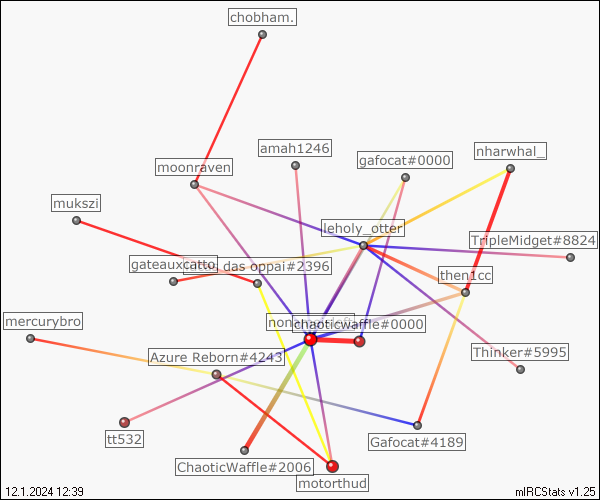 chobham.
amah1246
gafocat#0000
nharwhal_
moonraven
mukszi
leholy_otter
TripleMidget#8824
gateauxcatto
das oppai#2396
then1cc
mercurybro
chaoticwaffle#0000
Azure Reborn#4243
Thinker#5995
tt532
Gafocat#4189
ChaoticWaffle#2006
motorthud
12.1.2024 12:39
mIRCStats v1.25